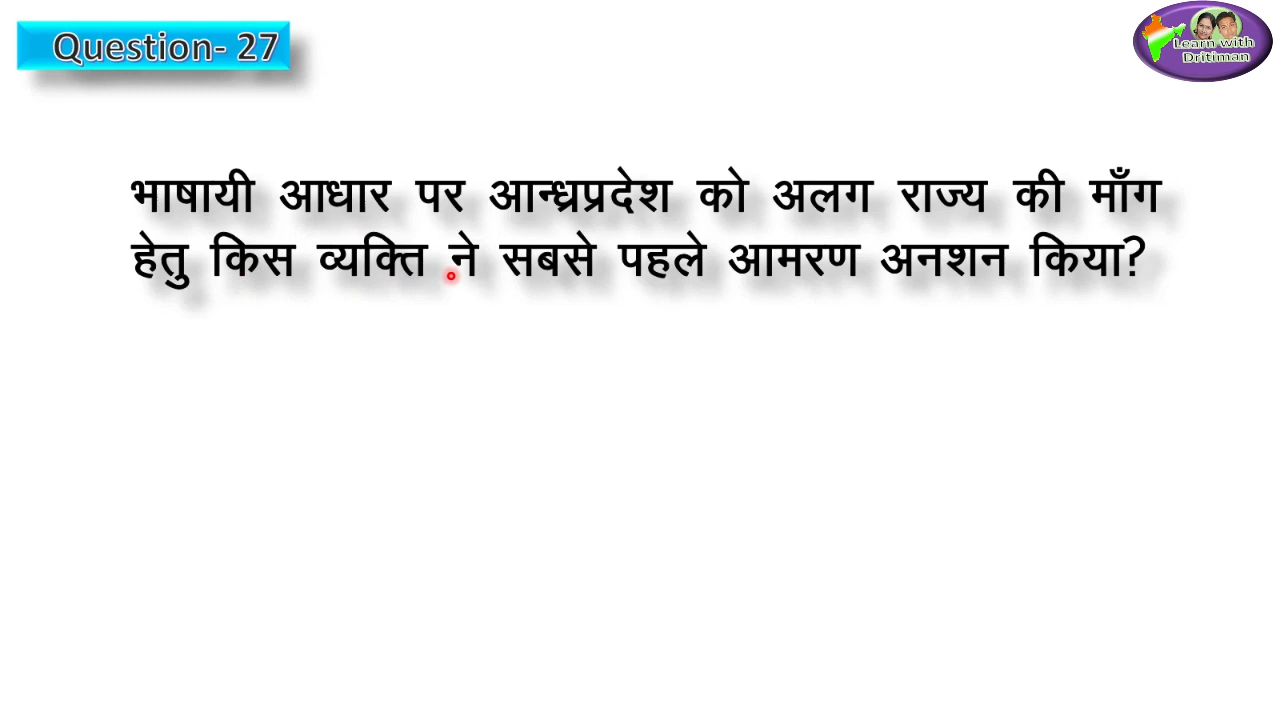 Question- 27
Learn with
Dritiman
भाषायी आधार पर आन्ध्रप्रदेश को अलग राज्य की माँग
हेतु किस व्यक्ति ने सबसे पहले आमरण अनशन किया?